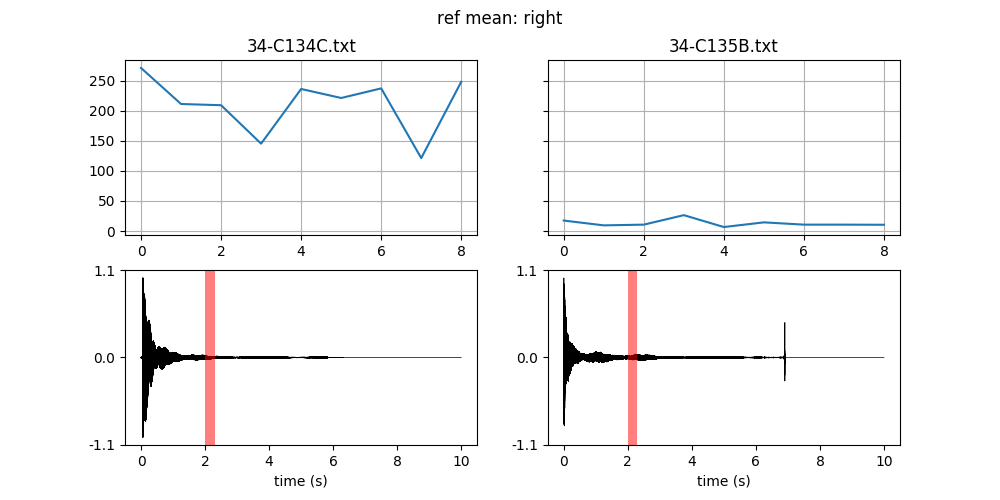 ref mean: right
34-C134C.txt
34-C135B.txt
250
200
150
100
50
0
0 2 4 6 8
0 2 4 6 8
1.1
0.0
-1.1
0 2 4 6 8 10
time (s)
1.1
0.0
-1.1
0 2 4 6 8 10
time (s)